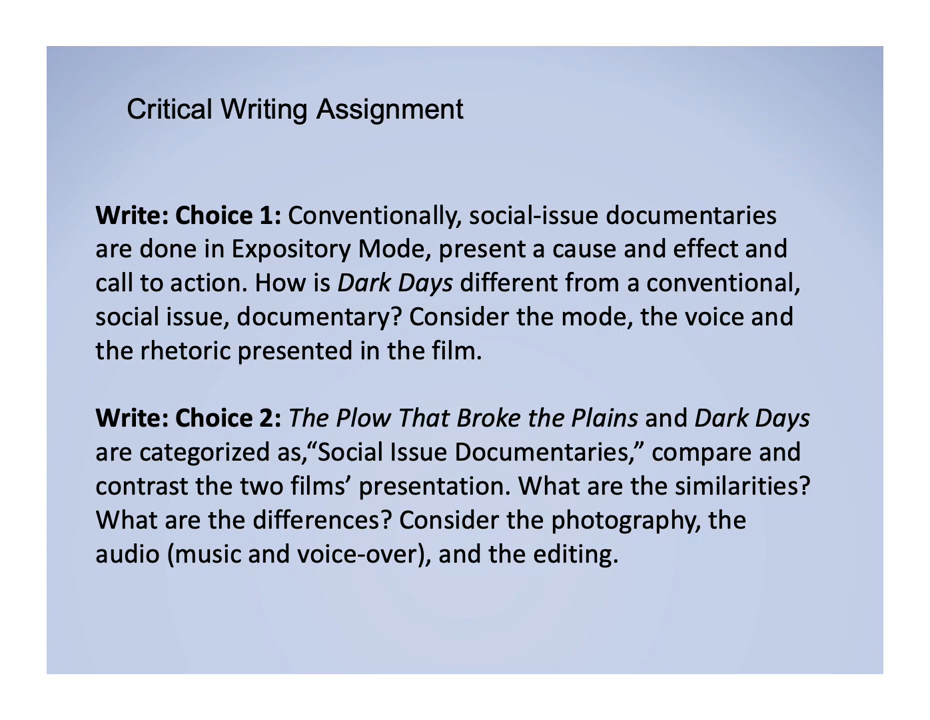 Critical Writing Assignment
Write: Choice 1: Conventionally, social-issue documentaries
are done in Expository Mode, present a cause and effect and
call to action. How is Dark Days different from a conventional,
social issue, documentary? Consider the mode, the voice and
the rhetoric presented in the film.
Write: Choice 2: The Plow That Broke the Plains and Dark Days
are categorized as,“Social Issue Documentaries,” compare and
contrast the two films’ presentation. What are the similarities?
What are the differences? Consider the photography, the
audio (music and voice-over), and the editing.